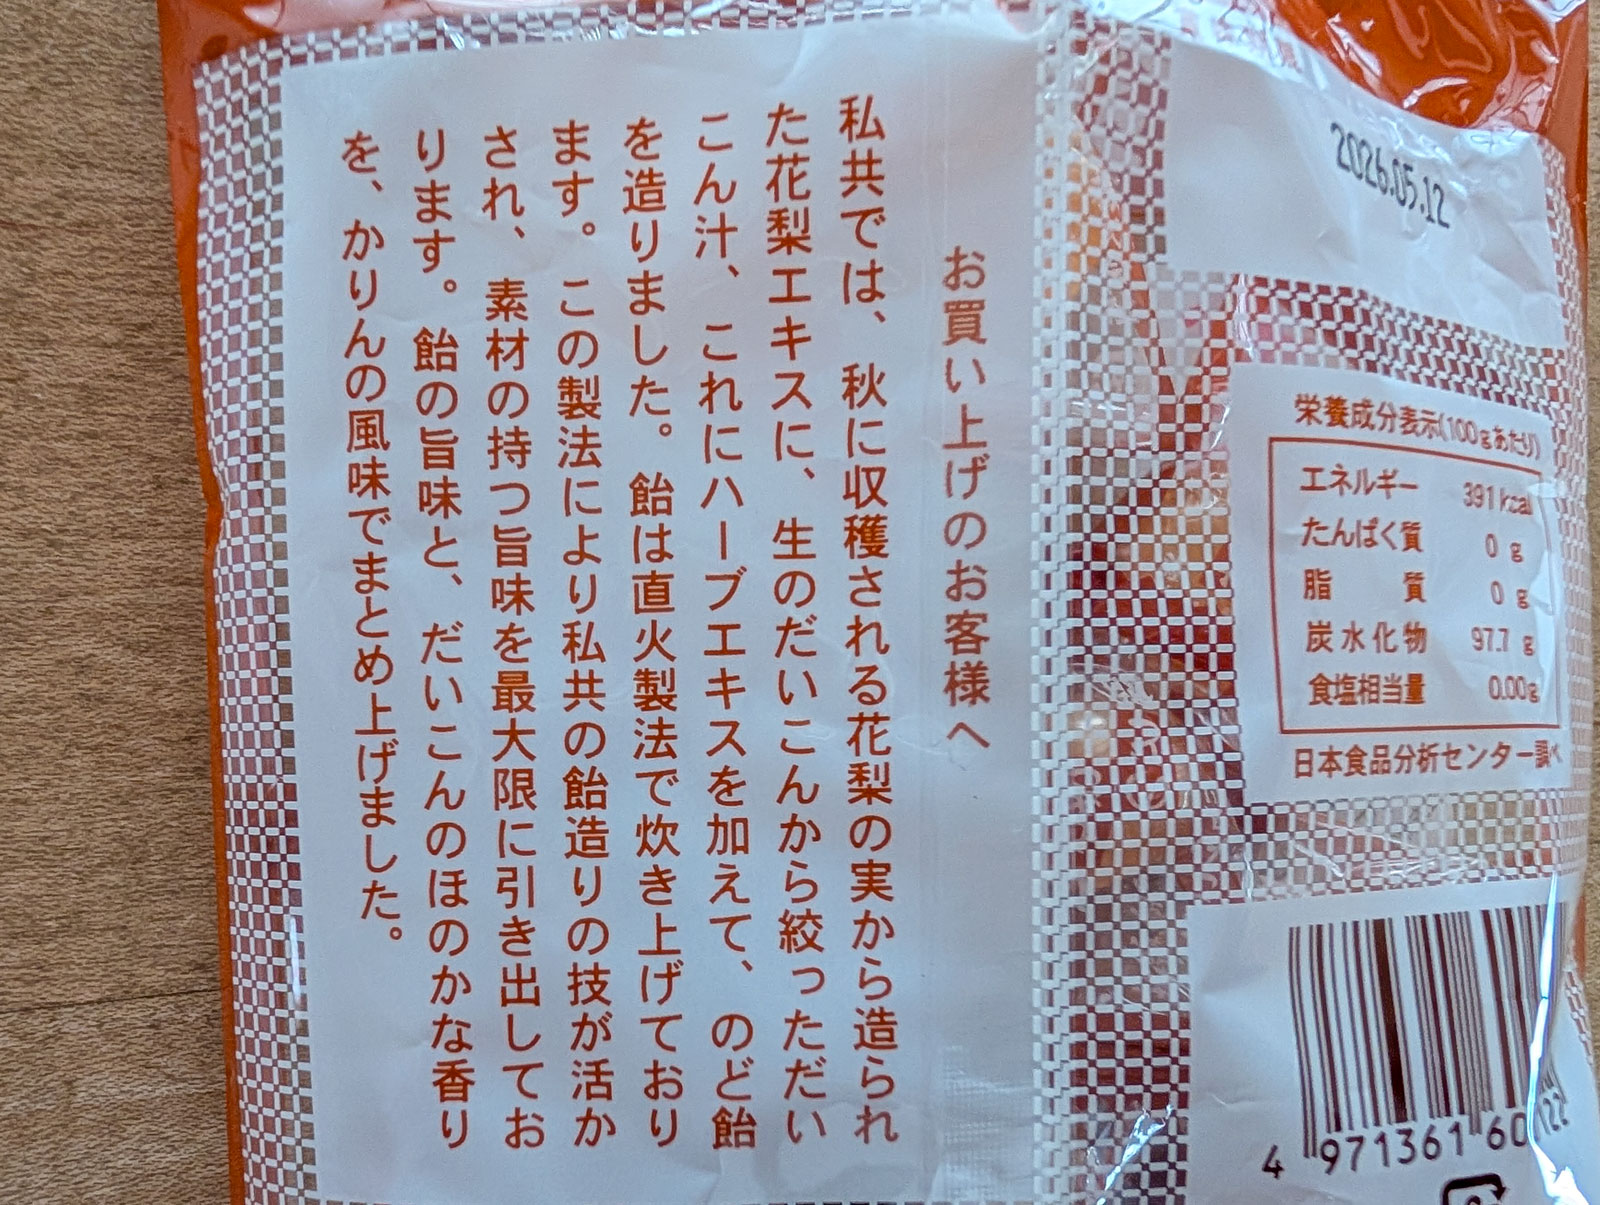 2026.05.12
栄養成分表示(100gあたり)
エネルギー 391kcal
たんぱく質 0g
脂質 0g
炭水化物 97.7g
食塩相当量 0.00g
日本食品分析センター調べ
4 971361 60
お買い上げのお客様へ
私共では、秋に収穫される花梨の実から造られ
た花梨エキスに、生のだいこんから絞っただい
こん汁、これにハーブエキスを加えて、のど飴
を造りました。飴は直火製法で炊き上げており
ます。この製法により私共の飴造りの技が活か
され、素材の持つ旨味を最大限に引き出してお
ります。飴の旨味と、だいこんのほのかな香り
を、かりんの風味でまとめ上げました。